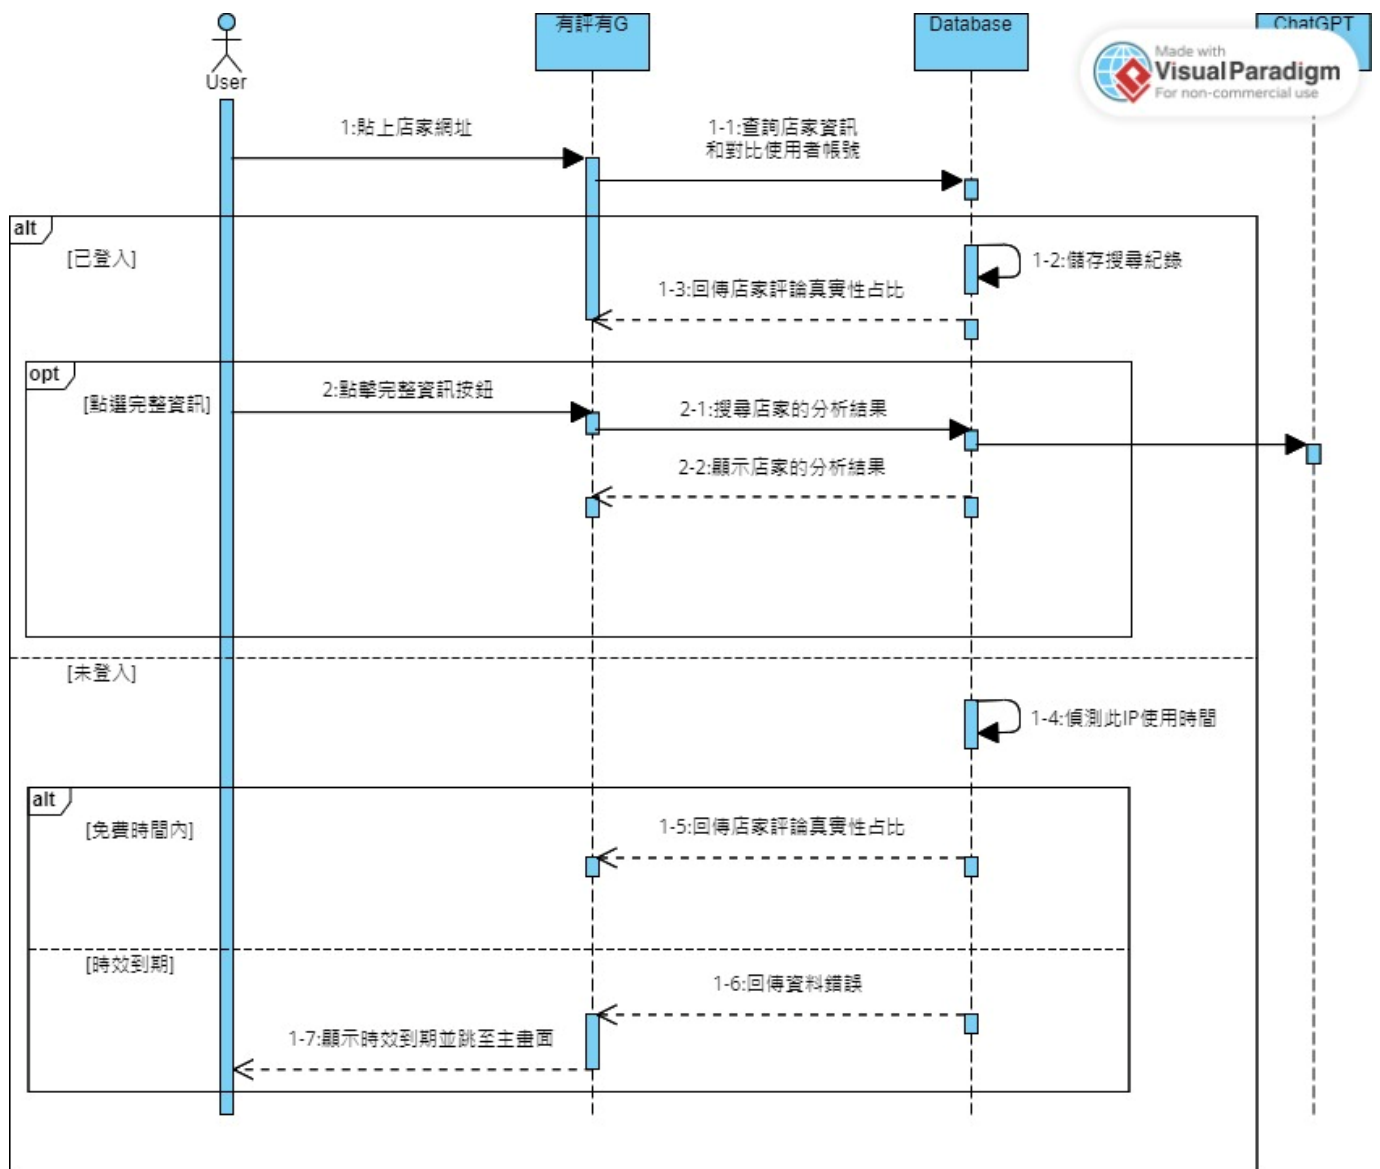 User
有評有G
Database
ChatGPT
Made with
Visual Paradigm
For non-commercial use
1:貼上店家網址
1-1:查詢店家資訊
和對比使用者帳號
alt
[已登入]
1-2:儲存搜尋紀錄
1-3:回傳店家評論真實性占比
opt
[點選完整資訊]
2:點擊完整資訊按鈕
2-1:搜尋店家的分析結果
2-2:顯示店家的分析結果
[未登入]
1-4:偵測此IP使用時間
alt
[免費時間內]
1-5:回傳店家評論真實性占比
[時效到期]
1-6:回傳資料錯誤
1-7:顯示時效到期並跳至主畫面